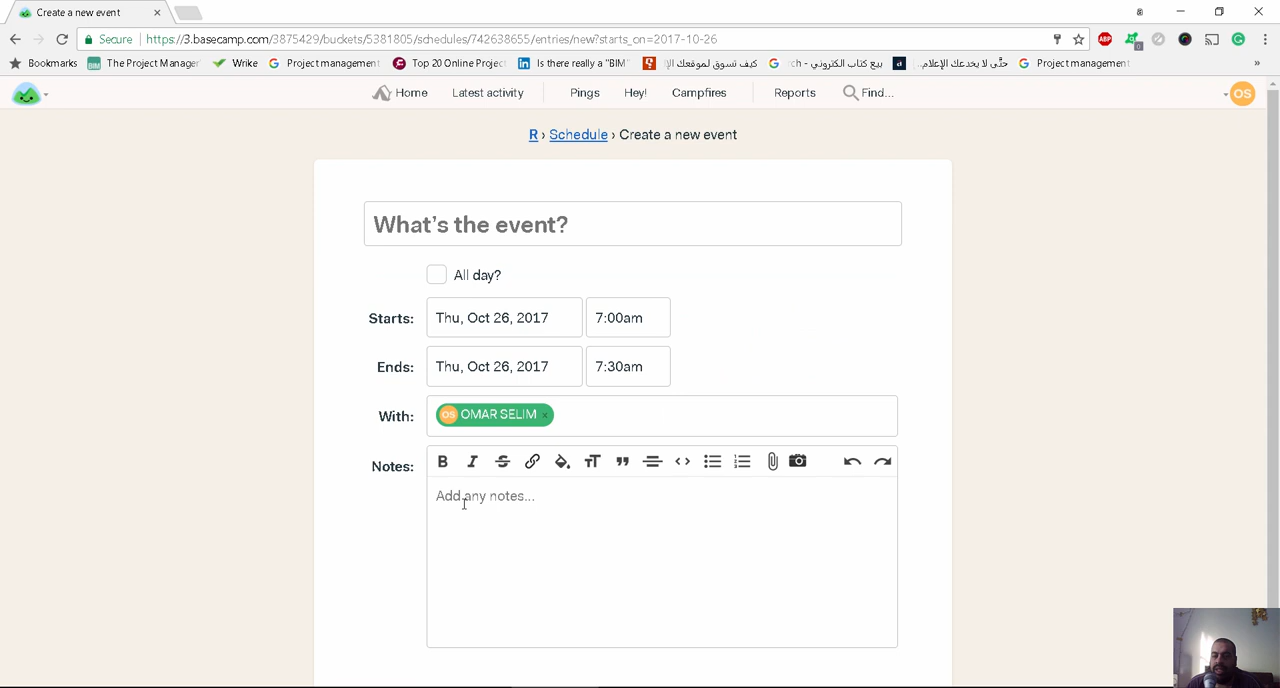 Create a new event
Secure https://3.basecamp.com/3875429/buckets/5381805/schedules/742638655/entries/new?starts_on=2017-10-26
Bookmarks The Project Manager Wrike Project management Top 20 Online Projec Is there really a "BIM" كيف تسوق لموقعك الإ بيع كتاب الكتروني - ch حتَّى لا يخدعك الإعلام.. Project management
Home Latest activity Pings Hey! Campfires Reports Find... OS
R › Schedule › Create a new event
What's the event?
All day?
Starts: Thu, Oct 26, 2017 7:00am
Ends: Thu, Oct 26, 2017 7:30am
With: OS OMAR SELIM ×
Notes:
Add any notes...